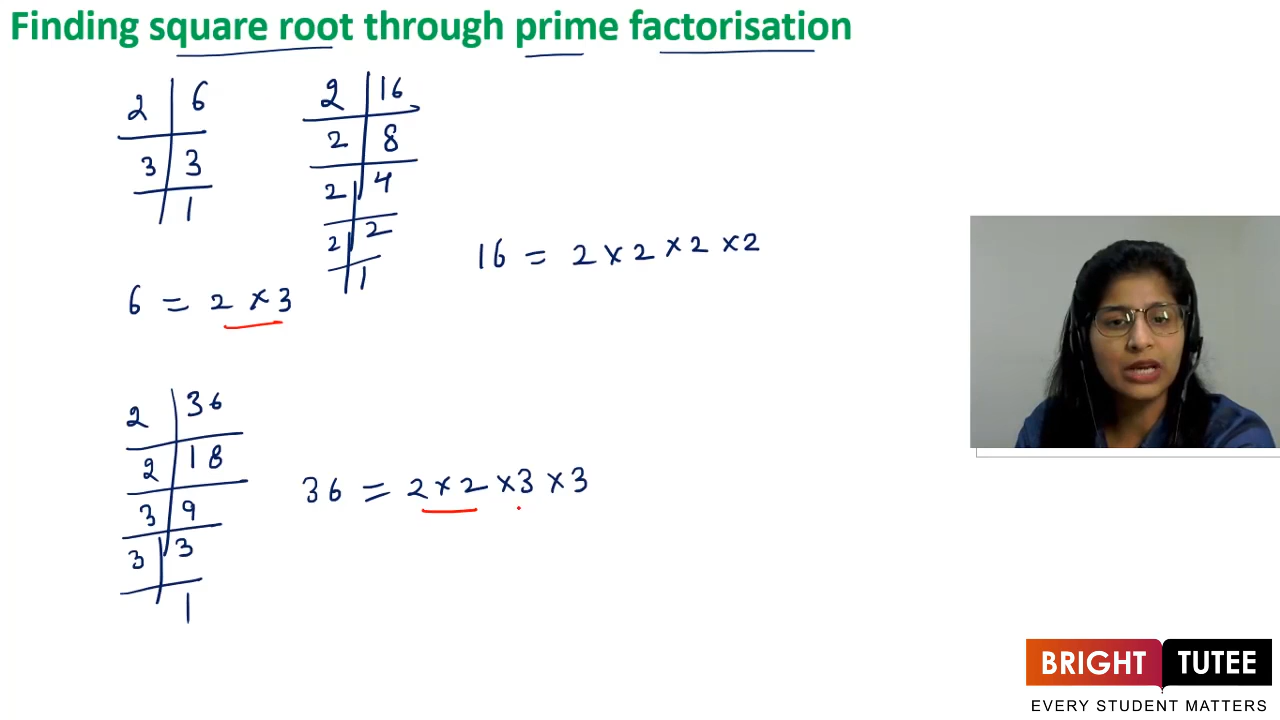 Finding square root through prime factorisation
2 | 6
3 | 3
1
2 | 16
2 | 8
2 | 4
2 | 2
1
16 = 2 × 2 × 2 × 2
6 = 2 × 3
2 | 36
2 | 18
3 | 9
3 | 3
1
36 = 2 × 2 × 3 × 3
BRIGHT TUTEE
EVERY STUDENT MATTERS